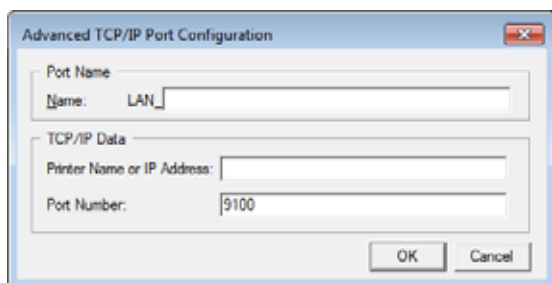 Advanced TCP/IP Port Configuration
Port Name
Name: LAN_
TCP/IP Data
Printer Name or IP Address:
Port Number: 9100
OK Cancel